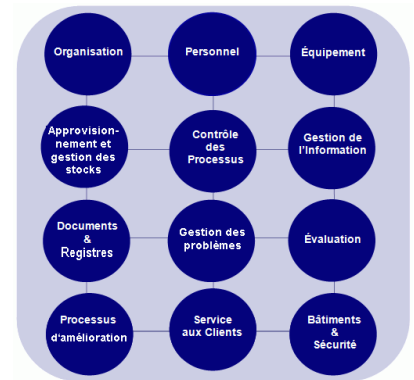 Organisation
Personnel
Équipement
Approvision-
nement et
gestion des
stocks
Contrôle
des
Processus
Gestion de
l'Information
Documents
&
Registres
Gestion des
problèmes
Évaluation
Processus
d'amélioration
Service
aux Clients
Bâtiments
&
Sécurité